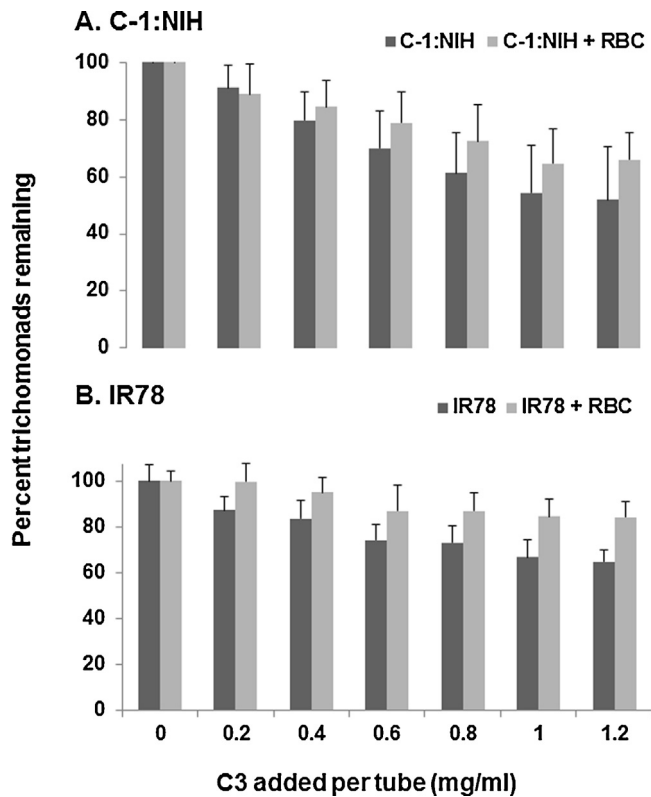 A. C-1:NIH
C-1:NIH C-1:NIH + RBC
100
80
60
40
20
0
B. IR78
IR78 IR78 + RBC
100
80
60
40
20
0
0 0.2 0.4 0.6 0.8 1 1.2
C3 added per tube (mg/ml)
Percent trichomonads remaining